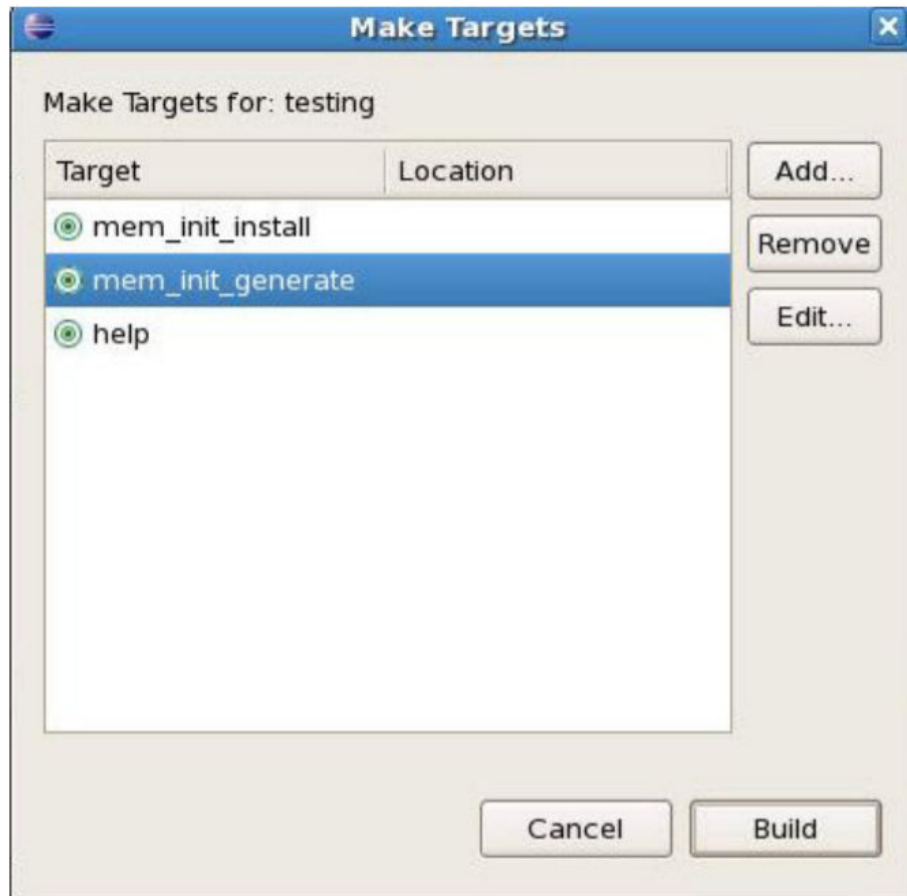 Make Targets
Make Targets for: testing
Target Location
Add...
mem_init_install
Remove
mem_init_generate
Edit...
help
Cancel Build